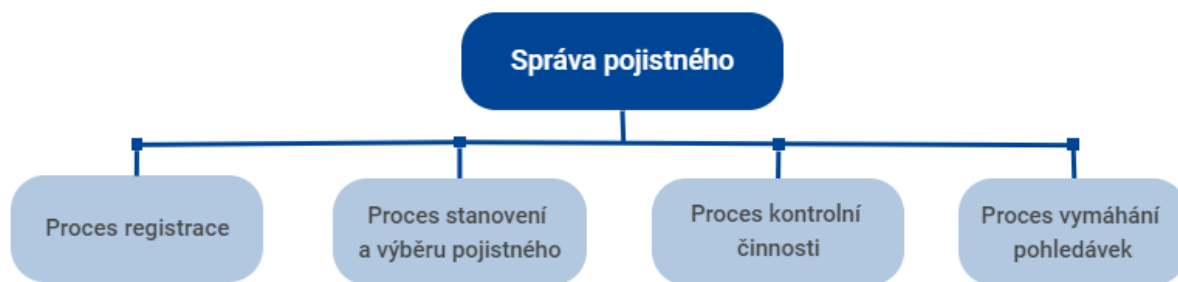 Správa pojistného
Proces registrace
Proces stanovení
a výběru pojistného
Proces kontrolní
činnosti
Proces vymáhání
pohledávek